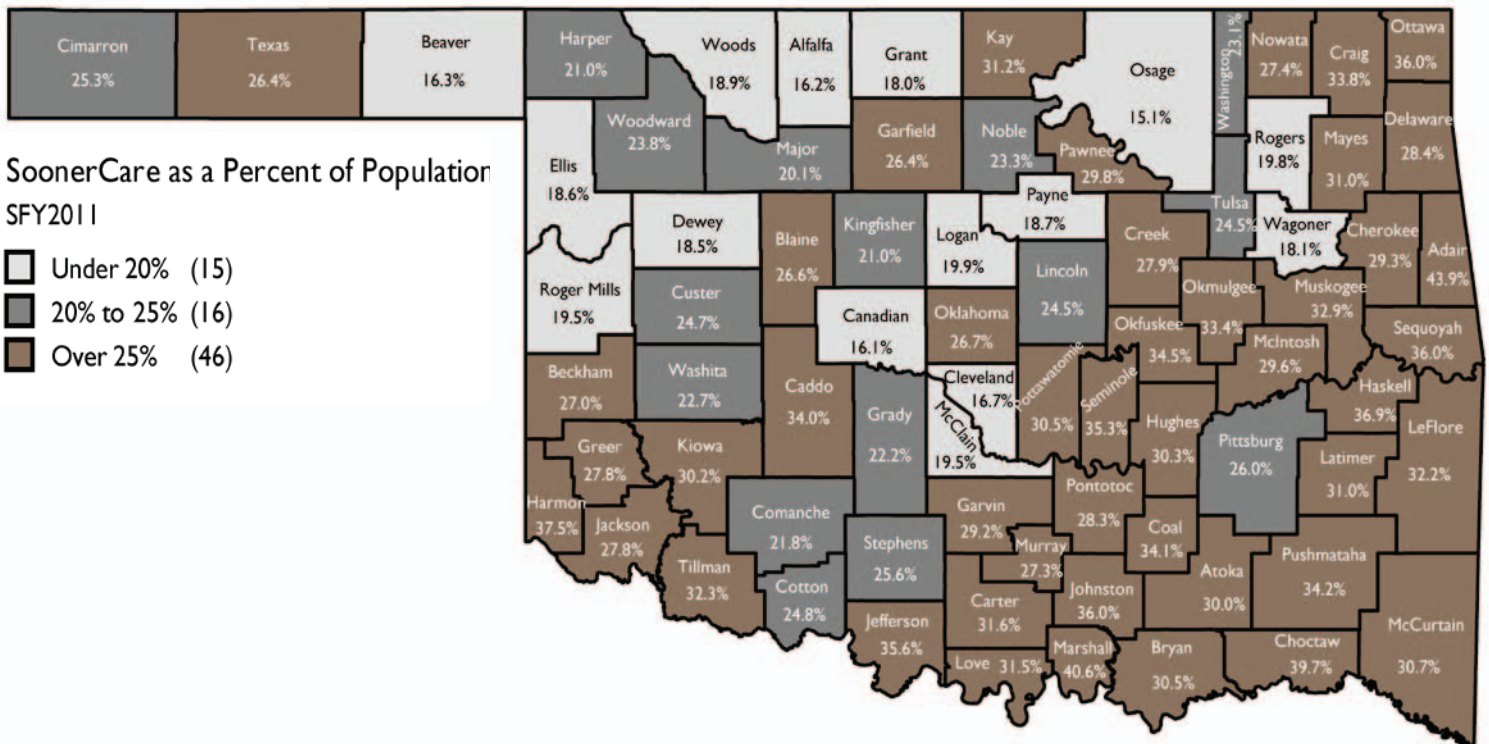 Cimarron
25.3%
Texas
26.4%
Beaver
16.3%
Harper
21.0%
Woods
18.9%
Alfalfa
16.2%
Grant
18.0%
Kay
31.2%
Osage
15.1%
Washington
23.1%
Nowata
27.4%
Craig
33.8%
Ottawa
36.0%
Ellis
18.6%
Woodward
23.8%
Major
20.1%
Garfield
26.4%
Noble
23.3%
Pawnee
29.8%
Rogers
19.8%
Mayes
31.0%
Delaware
28.4%
SoonerCare as a Percent of Population
SFY2011
Under 20% (15)
20% to 25% (16)
Over 25% (46)
Roger Mills
19.5%
Dewey
18.5%
Custer
24.7%
Blaine
26.6%
Kingfisher
21.0%
Logan
19.9%
Payne
18.7%
Lincoln
24.5%
Creek
27.9%
Tulsa
24.5%
Wagoner
18.1%
Cherokee
29.3%
Adair
43.9%
Canadian
16.1%
Oklahoma
26.7%
Okfuskee
34.5%
Okmulgee
33.4%
Muskogee
32.9%
McIntosh
29.6%
Sequoyah
36.0%
Beckham
27.0%
Washita
22.7%
Caddo
34.0%
Grady
22.2%
Cleveland
16.7%
McClain
19.5%
Pottawatomie
30.5%
Seminole
35.3%
Hughes
30.3%
Pittsburg
26.0%
Haskell
36.9%
Latimer
31.0%
LeFlore
32.2%
Greer
27.8%
Kiowa
30.2%
Harmon
37.5%
Jackson
27.8%
Tillman
32.3%
Comanche
21.8%
Cotton
24.8%
Stephens
25.6%
Garvin
29.2%
Murray
27.3%
Pontotoc
28.3%
Coal
34.1%
Atoka
30.0%
Pushmataha
34.2%
Carter
31.6%
Johnston
36.0%
Jefferson
35.6%
Love 31.5%
Marshall
40.6%
Bryan
30.5%
Choctaw
39.7%
McCurtain
30.7%